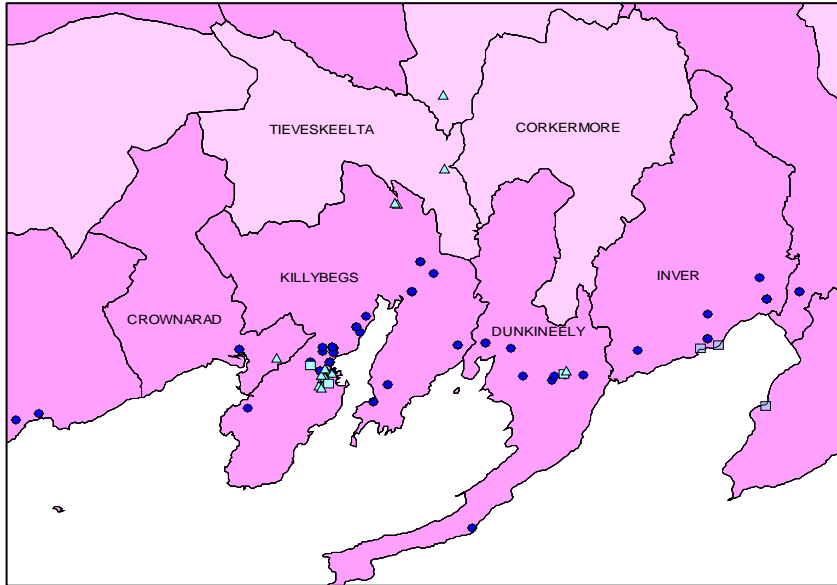 TIEVESKEELTA
CORKERMORE
KILLYBEGS
INVER
CROWNARAD
DUNKINEELY